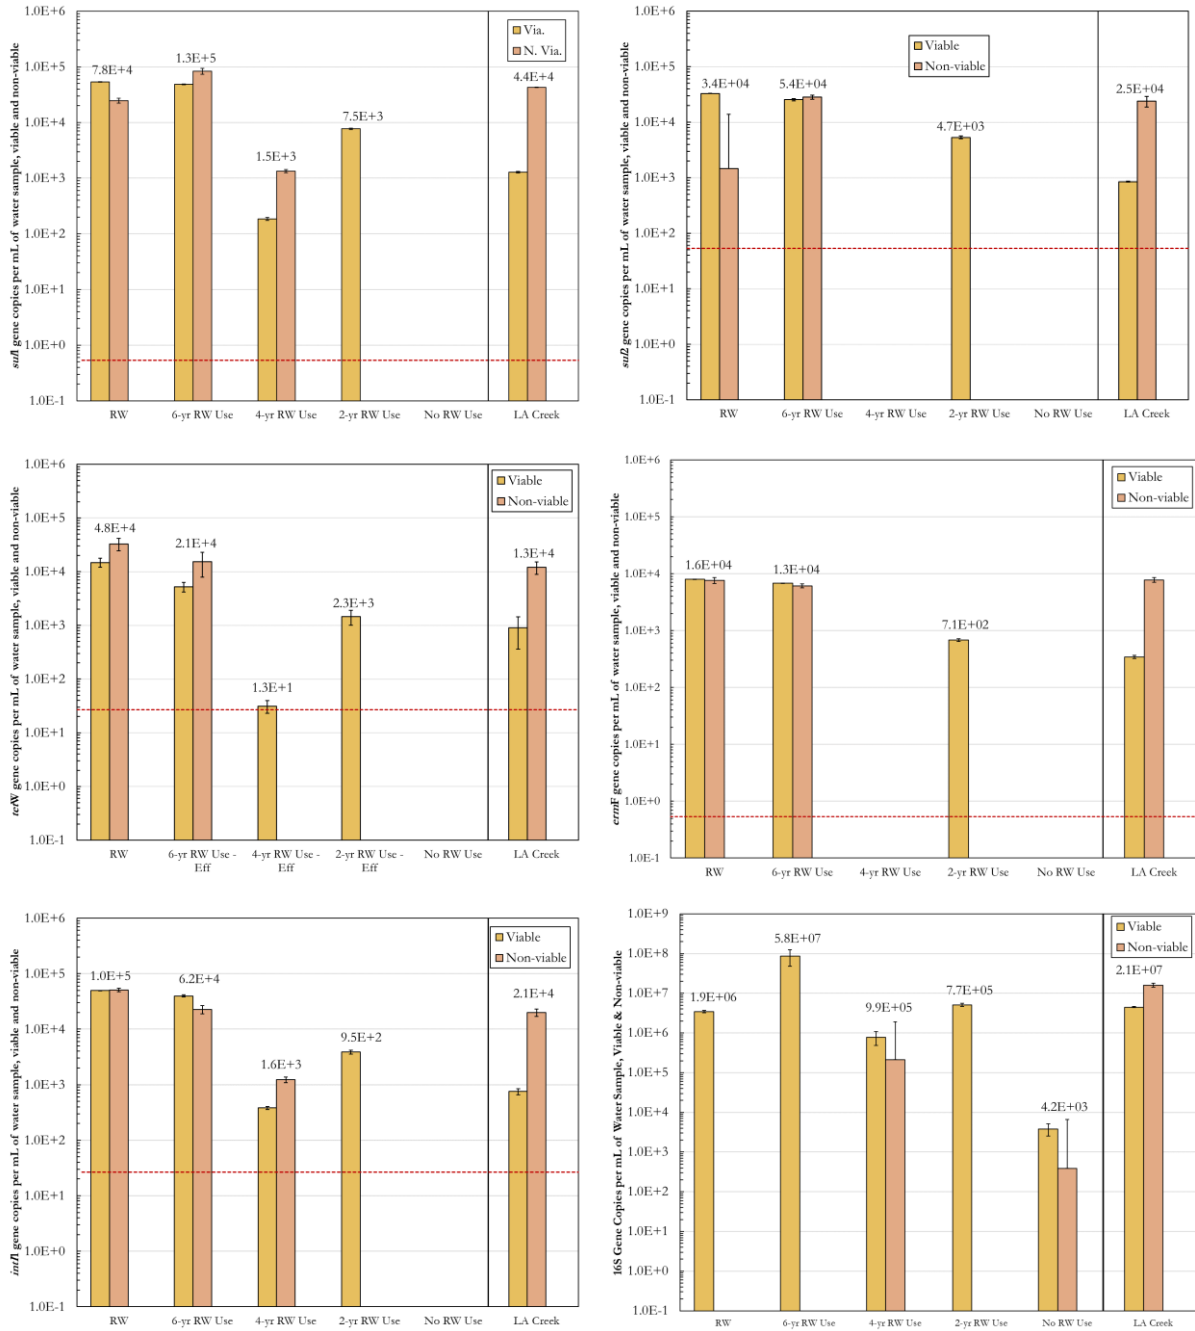 sul1 gene copies per mL of water sample, viable and non-viable
1.0E+6
1.0E+5
1.0E+4
1.0E+3
1.0E+2
1.0E+1
1.0E+0
1.0E-1
Via.
N. Via.
7.8E+4
1.3E+5
1.5E+3
7.5E+3
4.4E+4
RW
6-yr RW Use
4-yr RW Use
2-yr RW Use
No RW Use
LA Creek
sul2 gene copies per mL of water sample, viable and non-viable
1.0E+6
1.0E+5
1.0E+4
1.0E+3
1.0E+2
1.0E+1
1.0E+0
1.0E-1
Viable
Non-viable
3.4E+04
5.4E+04
4.7E+03
2.5E+04
RW
6-yr RW Use
4-yr RW Use
2-yr RW Use
No RW Use
LA Creek
tetW gene copies per mL of water sample, viable and non-viable
1.0E+6
1.0E+5
1.0E+4
1.0E+3
1.0E+2
1.0E+1
1.0E+0
1.0E-1
Viable
Non-viable
4.8E+4
2.1E+4
1.3E+1
2.3E+3
1.3E+4
RW
6-yr RW Use -
Eff
4-yr RW Use -
Eff
2-yr RW Use -
Eff
No RW Use
LA Creek
ermF gene copies per mL of water sample, viable and non-viable
1.0E+6
1.0E+5
1.0E+4
1.0E+3
1.0E+2
1.0E+1
1.0E+0
1.0E-1
Viable
Non-viable
1.6E+04
1.3E+04
7.1E+02
RW
6-yr RW Use
4-yr RW Use
2-yr RW Use
No RW Use
LA Creek
intI1 gene copies per mL of water sample, viable and non-viable
1.0E+6
1.0E+5
1.0E+4
1.0E+3
1.0E+2
1.0E+1
1.0E+0
1.0E-1
Viable
Non-viable
1.0E+5
6.2E+4
1.6E+3
9.5E+2
2.1E+4
RW
6-yr RW Use
4-yr RW Use
2-yr RW Use
No RW Use
LA Creek
16S Gene Copies per mL of Water Sample, Viable & Non-viable
1.0E+9
1.0E+8
1.0E+7
1.0E+6
1.0E+5
1.0E+4
1.0E+3
1.0E+2
1.0E+1
1.0E+0
1.0E-1
Viable
Non-viable
1.9E+06
5.8E+07
9.9E+05
7.7E+05
4.2E+03
2.1E+07
RW
6-yr RW Use
4-yr RW Use
2-yr RW Use
No RW Use
LA Creek